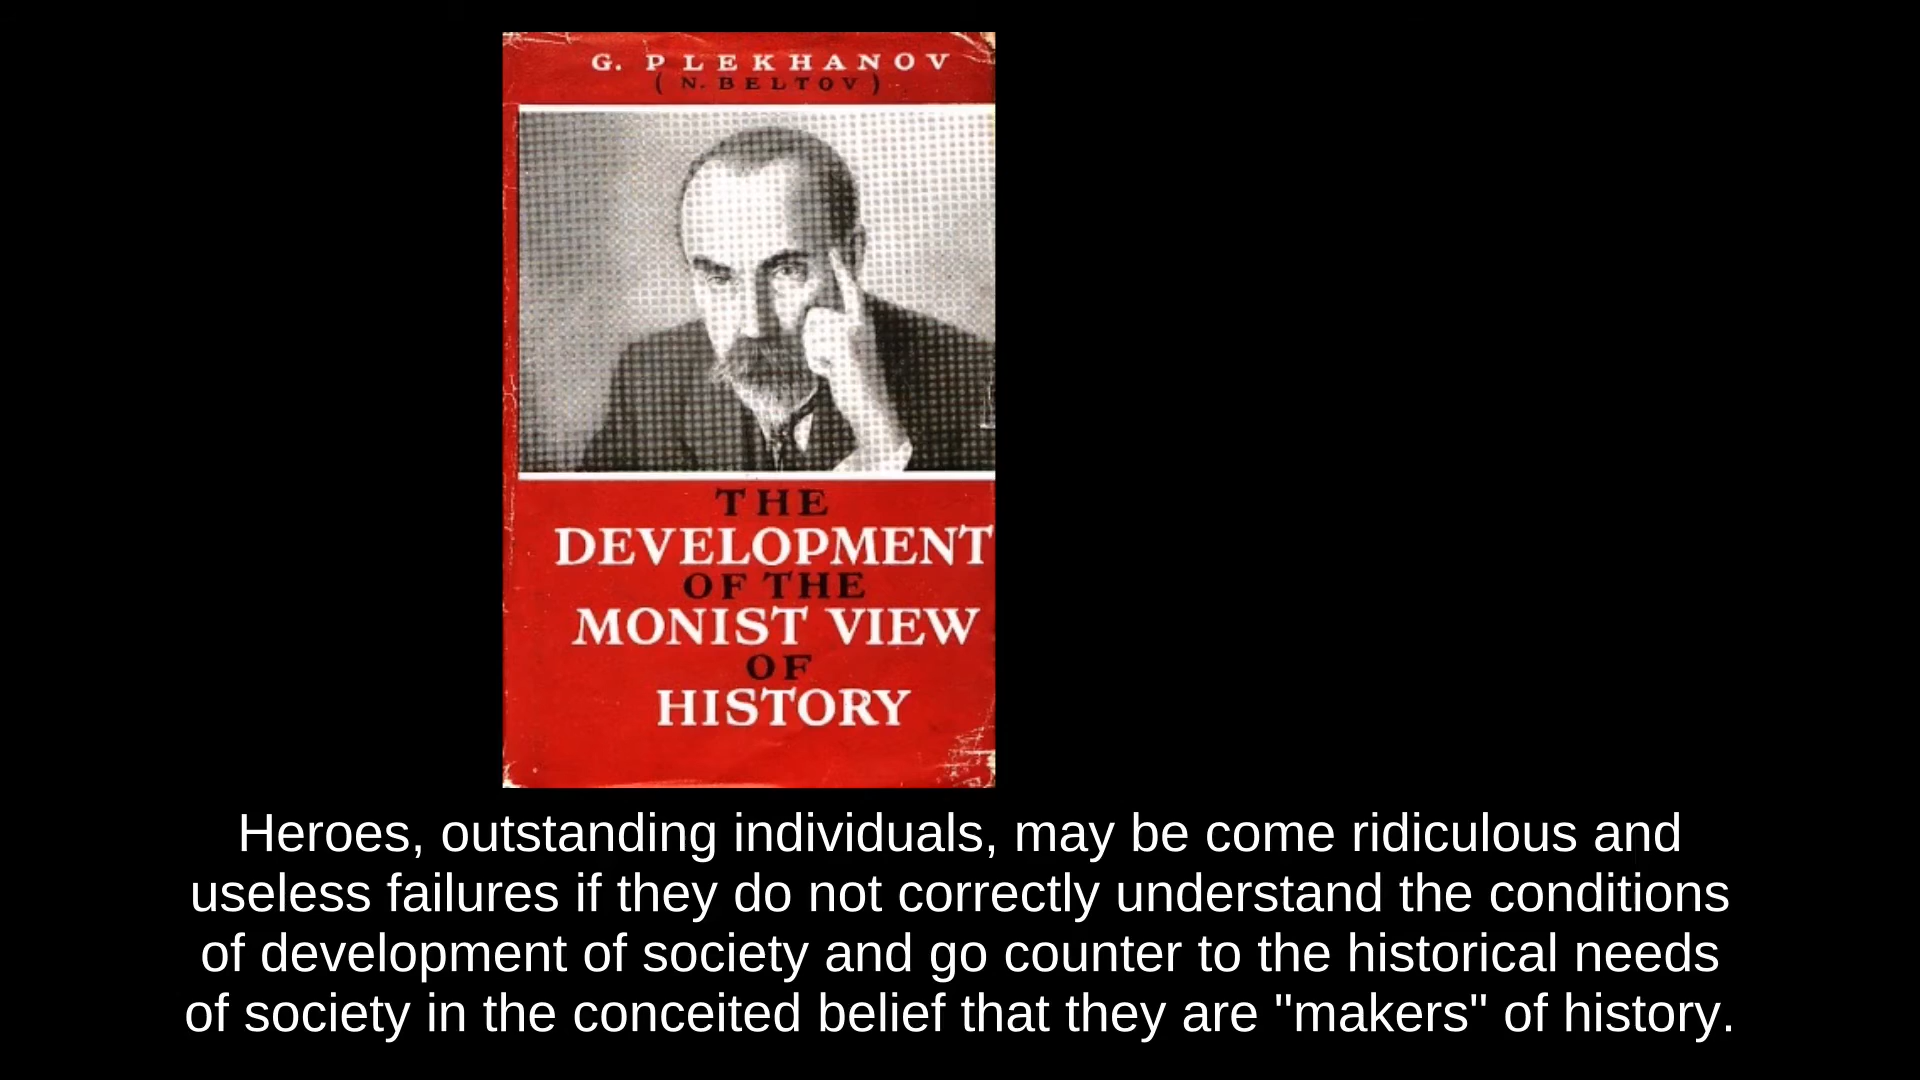 G. PLEKHANOV
( N. BELTOV )
THE
DEVELOPMENT
OF THE
MONIST VIEW
OF
HISTORY
Heroes, outstanding individuals, may be come ridiculous and
useless failures if they do not correctly understand the conditions
of development of society and go counter to the historical needs
of society in the conceited belief that they are "makers" of history.